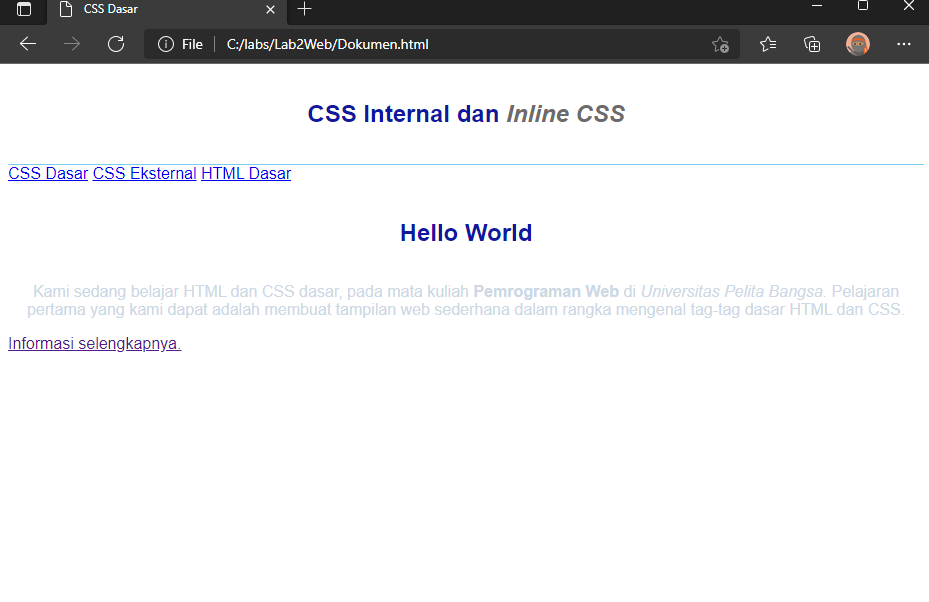 CSS Dasar
File
C:/labs/Lab2Web/Dokumen.html
CSS Internal dan Inline CSS
CSS Dasar CSS Eksternal HTML Dasar
Hello World
Kami sedang belajar HTML dan CSS dasar, pada mata kuliah Pemrograman Web di Universitas Pelita Bangsa. Pelajaran
pertama yang kami dapat adalah membuat tampilan web sederhana dalam rangka mengenal tag-tag dasar HTML dan CSS.
Informasi selengkapnya.